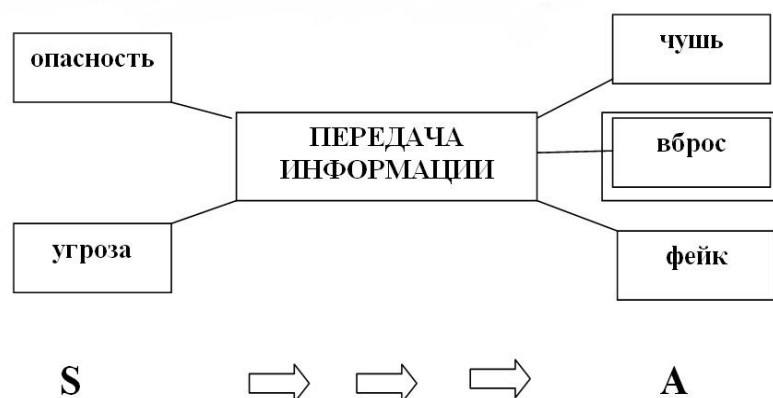 опасность
чушь
ПЕРЕДАЧА
ИНФОРМАЦИИ
вброс
угроза
фейк
S
A